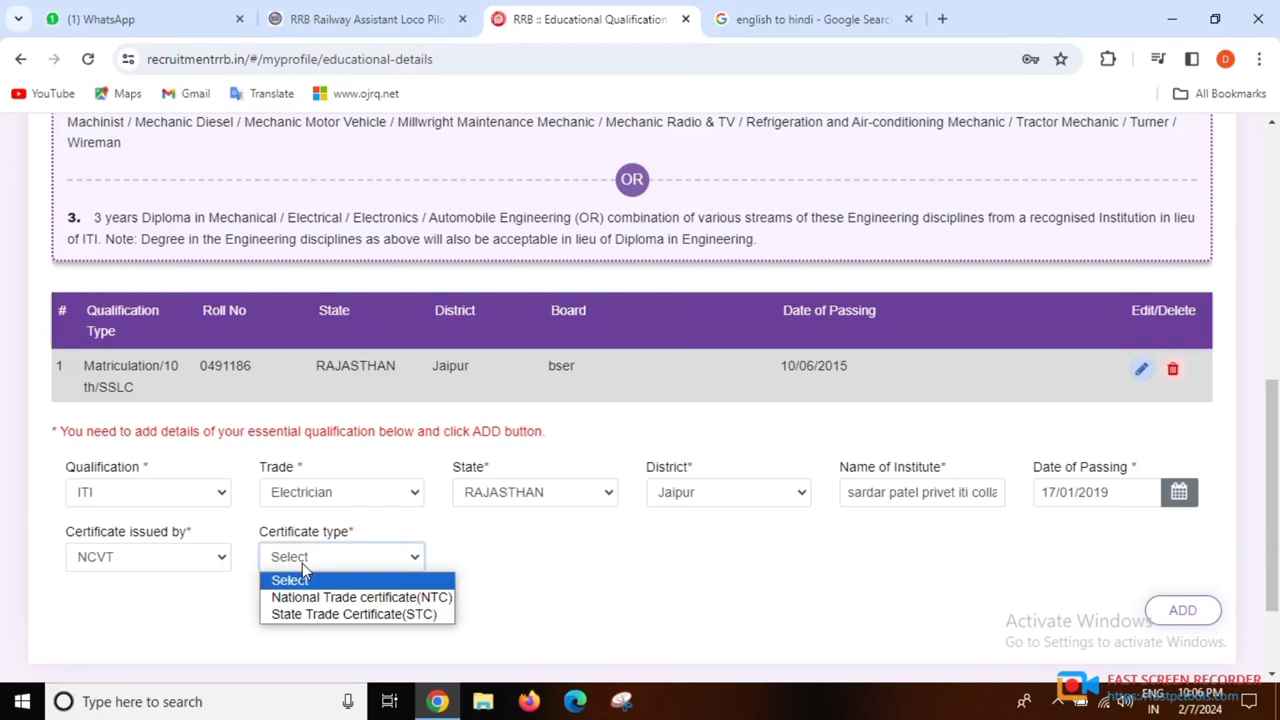 (1) WhatsApp
RRB Railway Assistant Loco Pilo
RRB :: Educational Qualification
english to hindi - Google Searc
recruitmentrrb.in/#/myprofile/educational-details
D
YouTube
Maps
Gmail
Translate
www.ojrq.net
All Bookmarks
Machinist / Mechanic Diesel / Mechanic Motor Vehicle / Millwright Maintenance Mechanic / Mechanic Radio & TV / Refrigeration and Air-conditioning Mechanic / Tractor Mechanic / Turner /
Wireman
OR
3. 3 years Diploma in Mechanical / Electrical / Electronics / Automobile Engineering (OR) combination of various streams of these Engineering disciplines from a recognised Institution in lieu
of ITI. Note: Degree in the Engineering disciplines as above will also be acceptable in lieu of Diploma in Engineering.
# Qualification Type Roll No State District Board Date of Passing Edit/Delete
1 Matriculation/10th/SSLC 0491186 RAJASTHAN Jaipur bser 10/06/2015
* You need to add details of your essential qualification below and click ADD button.
Qualification * Trade * State* District* Name of Institute* Date of Passing *
ITI Electrician RAJASTHAN Jaipur sardar patel privet iti colla 17/01/2019
Certificate issued by* Certificate type*
NCVT Select
Select
National Trade certificate(NTC)
State Trade Certificate(STC)
ADD
Activate Windows
Go to Settings to activate Windows.
FAST SCREEN RECORDER
Type here to search
ENG 10:06 PM
IN 2/7/2024